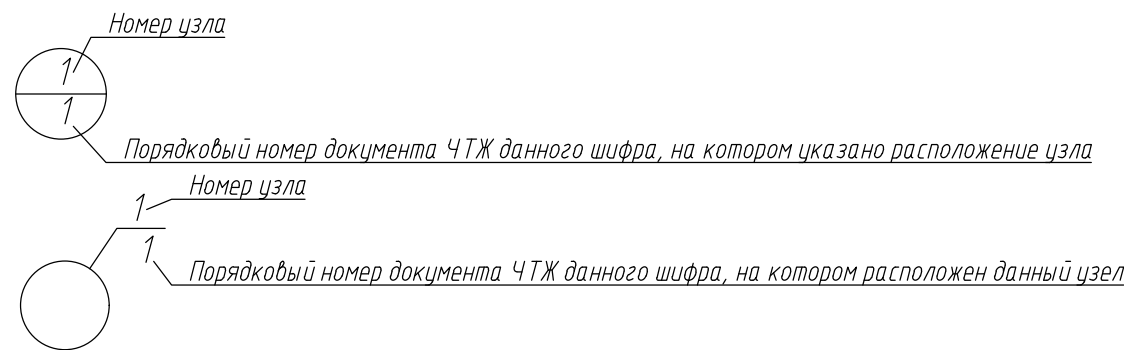 Номер узла
1
1
Порядковый номер документа ЧТЖ данного шифра, на котором указано расположение узла
Номер узла
1
1
Порядковый номер документа ЧТЖ данного шифра, на котором расположен данный узел